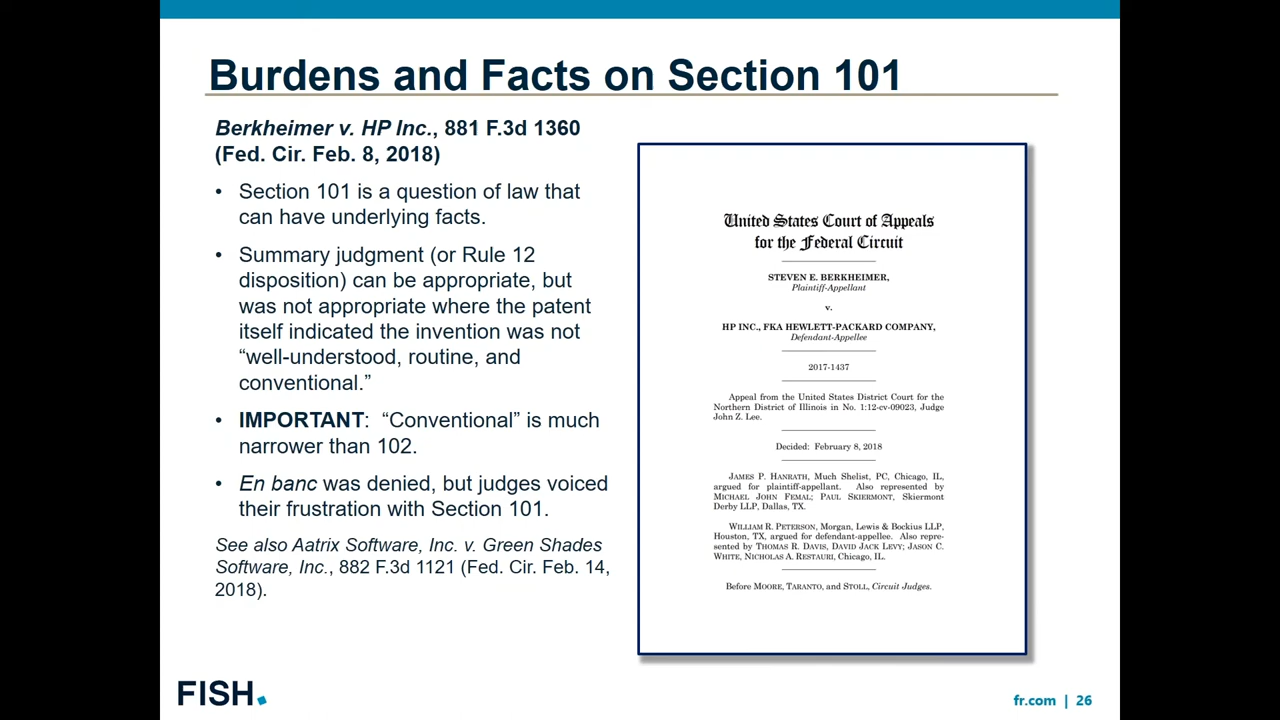 Burdens and Facts on Section 101
Berkheimer v. HP Inc., 881 F.3d 1360
(Fed. Cir. Feb. 8, 2018)
• Section 101 is a question of law that
can have underlying facts.
• Summary judgment (or Rule 12
disposition) can be appropriate, but
was not appropriate where the patent
itself indicated the invention was not
“well-understood, routine, and
conventional.”
• IMPORTANT: “Conventional” is much
narrower than 102.
• En banc was denied, but judges voiced
their frustration with Section 101.
See also Aatrix Software, Inc. v. Green Shades
Software, Inc., 882 F.3d 1121 (Fed. Cir. Feb. 14,
2018).
United States Court of Appeals
for the Federal Circuit
STEVEN E. BERKHEIMER,
Plaintiff-Appellant
v.
HP INC., FKA HEWLETT-PACKARD COMPANY,
Defendant-Appellee
2017-1437
Appeal from the United States District Court for the
Northern District of Illinois in No. 1:12-cv-09023, Judge
John Z. Lee.
Decided: February 8, 2018
JAMES P. HANRATH, Much Shelist, PC, Chicago, IL,
argued for plaintiff-appellant. Also represented by
MICHAEL JOHN FEMAL; PAUL SKIERMONT, Skiermont
Derby LLP, Dallas, TX.
WILLIAM R. PETERSON, Morgan, Lewis & Bockius LLP,
Houston, TX, argued for defendant-appellee. Also repre-
sented by THOMAS R. DAVIS, DAVID JACK LEVY; JASON C.
WHITE, NICHOLAS A. RESTAURI, Chicago, IL.
Before MOORE, TARANTO, and STOLL, Circuit Judges.
FISH.
fr.com | 26